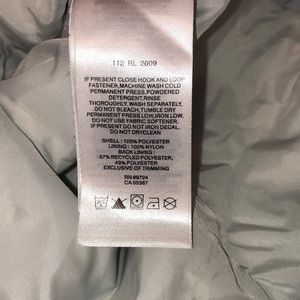 112 RL 2009
IF PRESENT CLOSE HOOK AND LOOP
FASTENER,MACHINE WASH COLD
PERMANENT PRESS,POWDERED
DETERGENT,RINSE
THOROUGHLY,WASH SEPARATELY.
DO NOT BLEACH,TUMBLE DRY
PERMANENT PRESS LOW,IRON LOW,
DO NOT USE FABRIC SOFTENER.
IF PRESENT DO NOT IRON DECAL,
DO NOT DRYCLEAN
SHELL : 100% POLYESTER
LINING : 100% NYLON
BACK LINING
57% RECYCLED POLYESTER,
43% POLYESTER
EXCLUSIVE OF TRIMMING
RN 89724
CA 05567